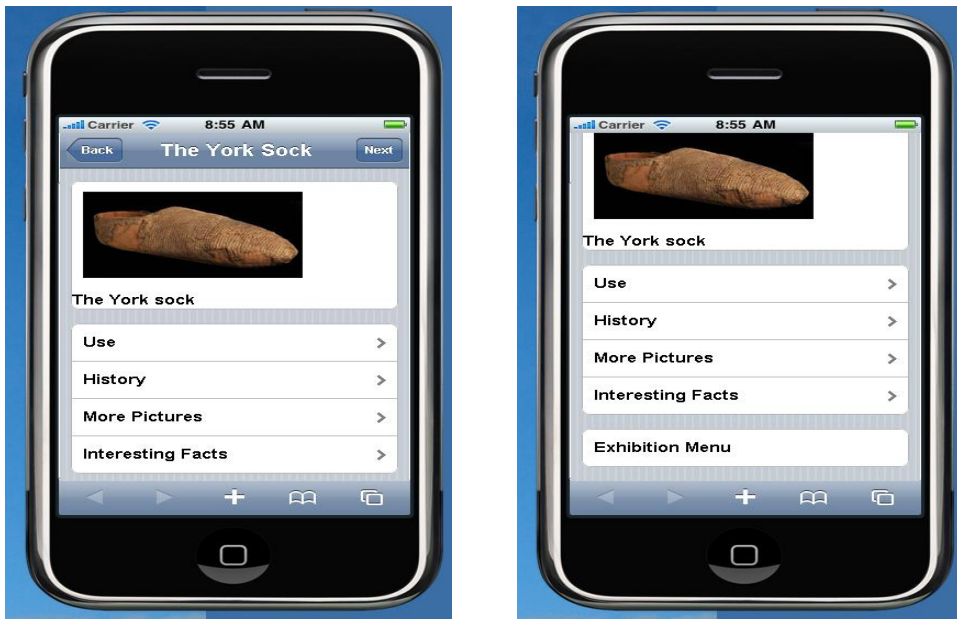 Carrier 8:55 AM
Back The York Sock Next
The York sock
Use
History
More Pictures
Interesting Facts
Carrier 8:55 AM
The York sock
Use
History
More Pictures
Interesting Facts
Exhibition Menu